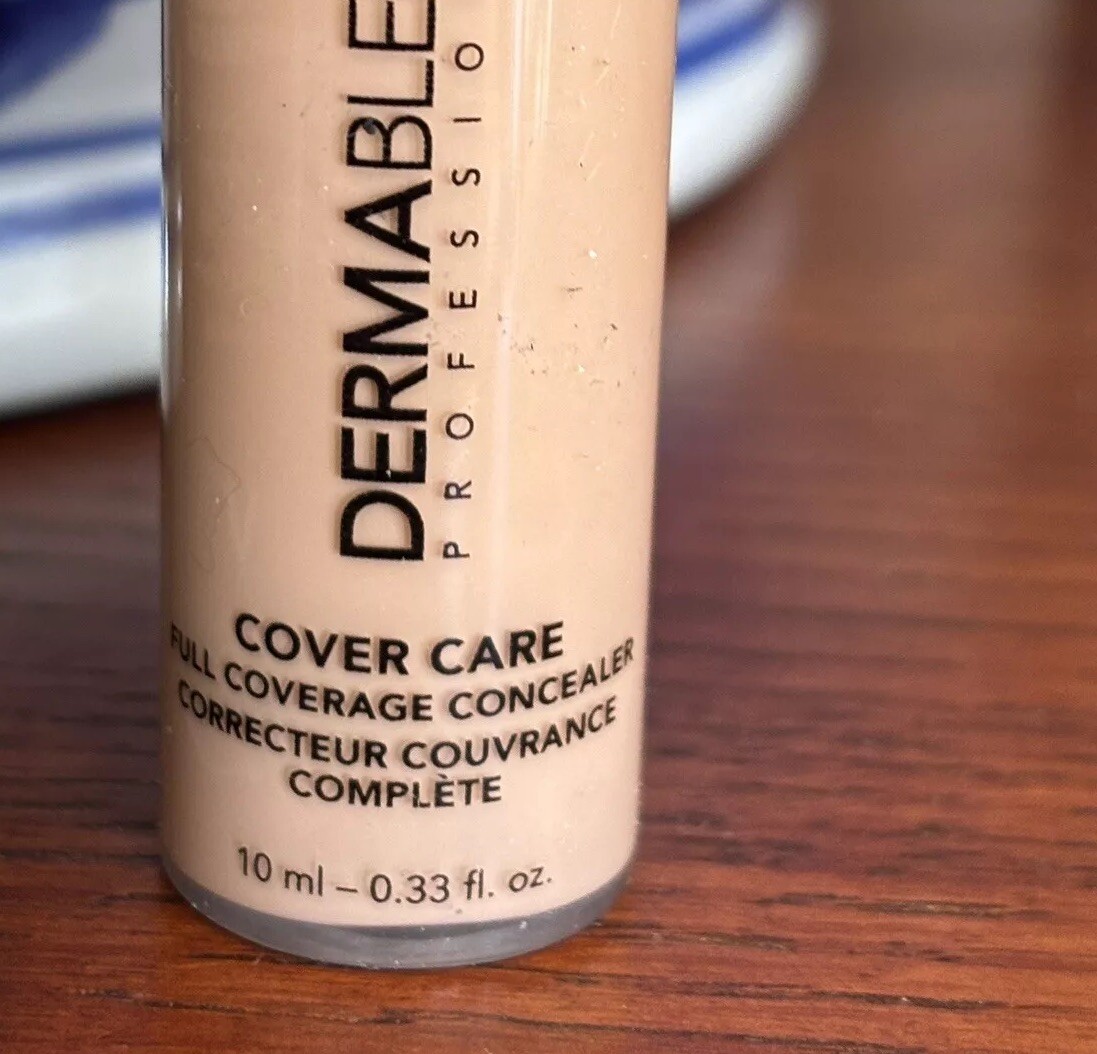 DERMABLE
PROFESSIO
COVER CARE
FULL COVERAGE CONCEALER
CORRECTEUR COUVRANCE
COMPLÈTE
10 ml – 0.33 fl. oz.